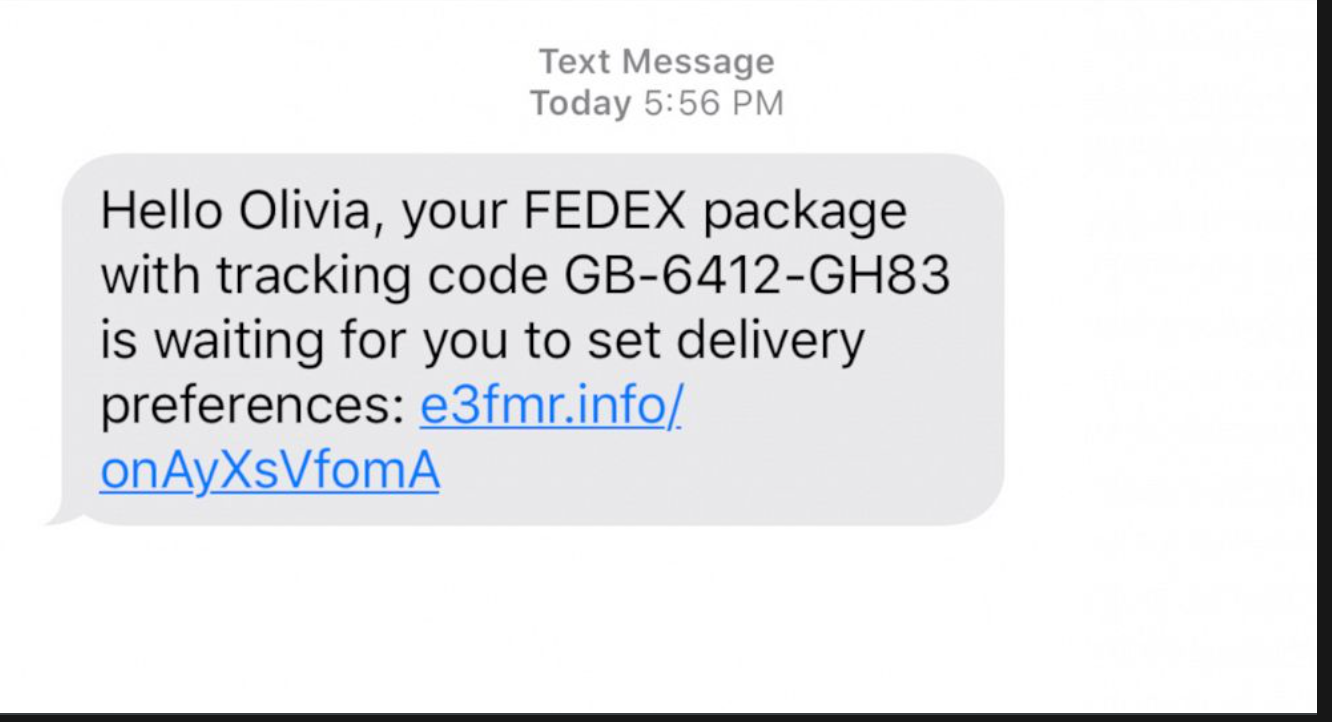 Text Message
Today 5:56 PM
Hello Olivia, your FEDEX package
with tracking code GB-6412-GH83
is waiting for you to set delivery
preferences: e3fmr.info/
onAyXsVfomA